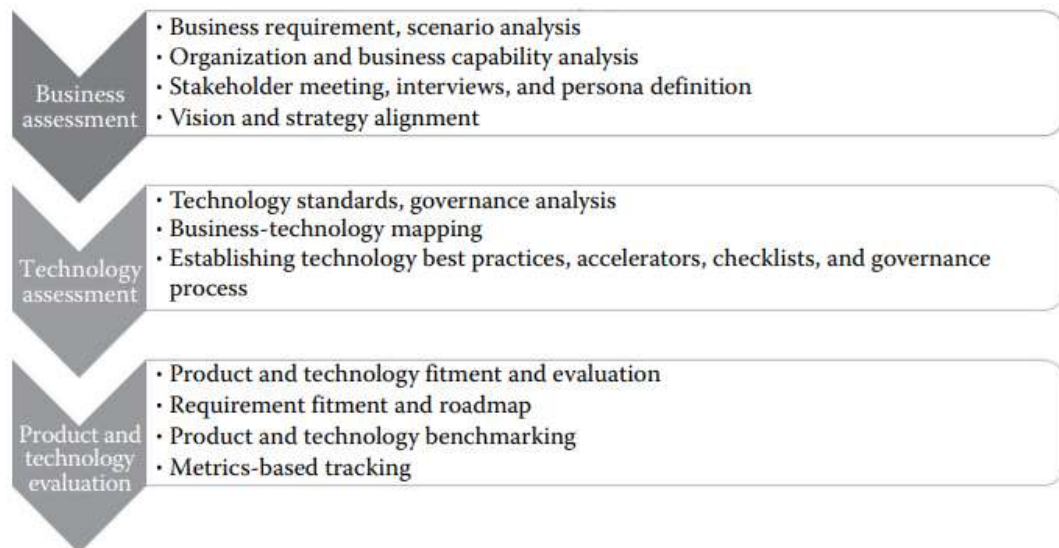 Business
assessment
• Business requirement, scenario analysis
• Organization and business capability analysis
• Stakeholder meeting, interviews, and persona definition
• Vision and strategy alignment
Technology
assessment
• Technology standards, governance analysis
• Business-technology mapping
• Establishing technology best practices, accelerators, checklists, and governance
process
Product and
technology
evaluation
• Product and technology fitment and evaluation
• Requirement fitment and roadmap
• Product and technology benchmarking
• Metrics-based tracking